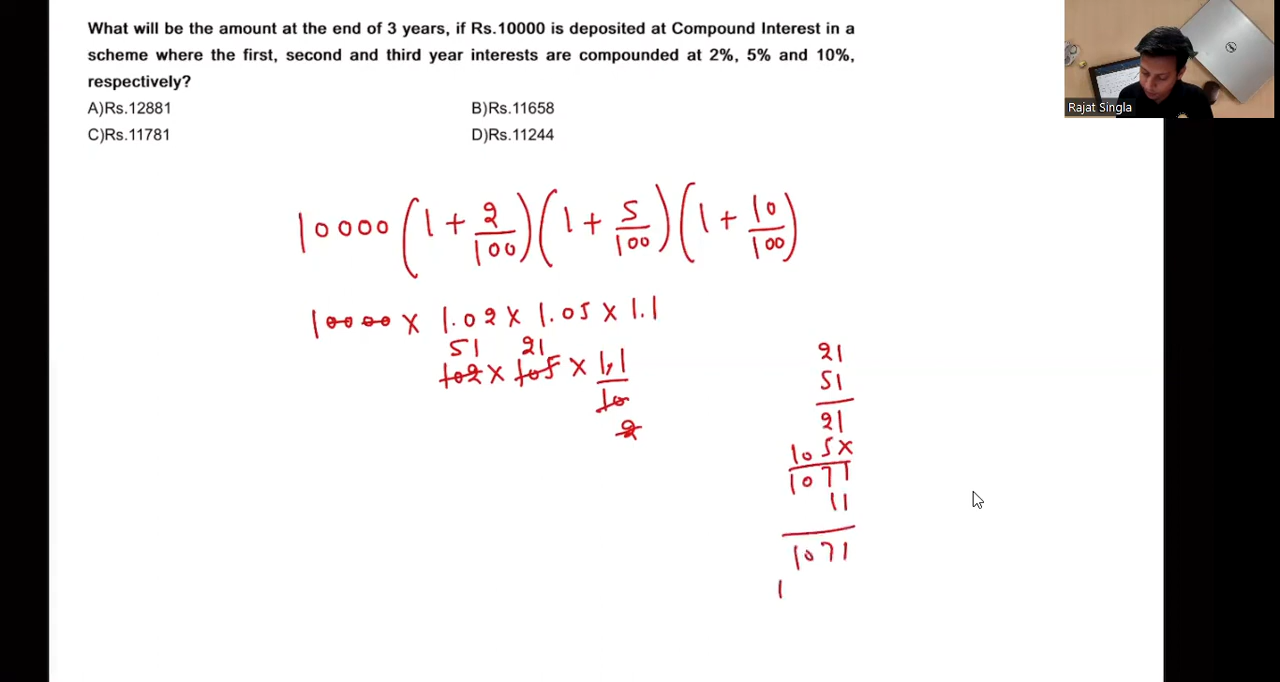 What will be the amount at the end of 3 years, if Rs.10000 is deposited at Compound Interest in a
scheme where the first, second and third year interests are compounded at 2%, 5% and 10%,
respectively?
A)Rs.12881 B)Rs.11658
C)Rs.11781 D)Rs.11244
Rajat Singla
10000 (1 + 2/100) (1 + 5/100) (1 + 10/100)
10000 x 1.02 x 1.05 x 1.1
51 21
102 x 105 x 1,1/10
2
21
51
21
105x
1071
11
1071
1